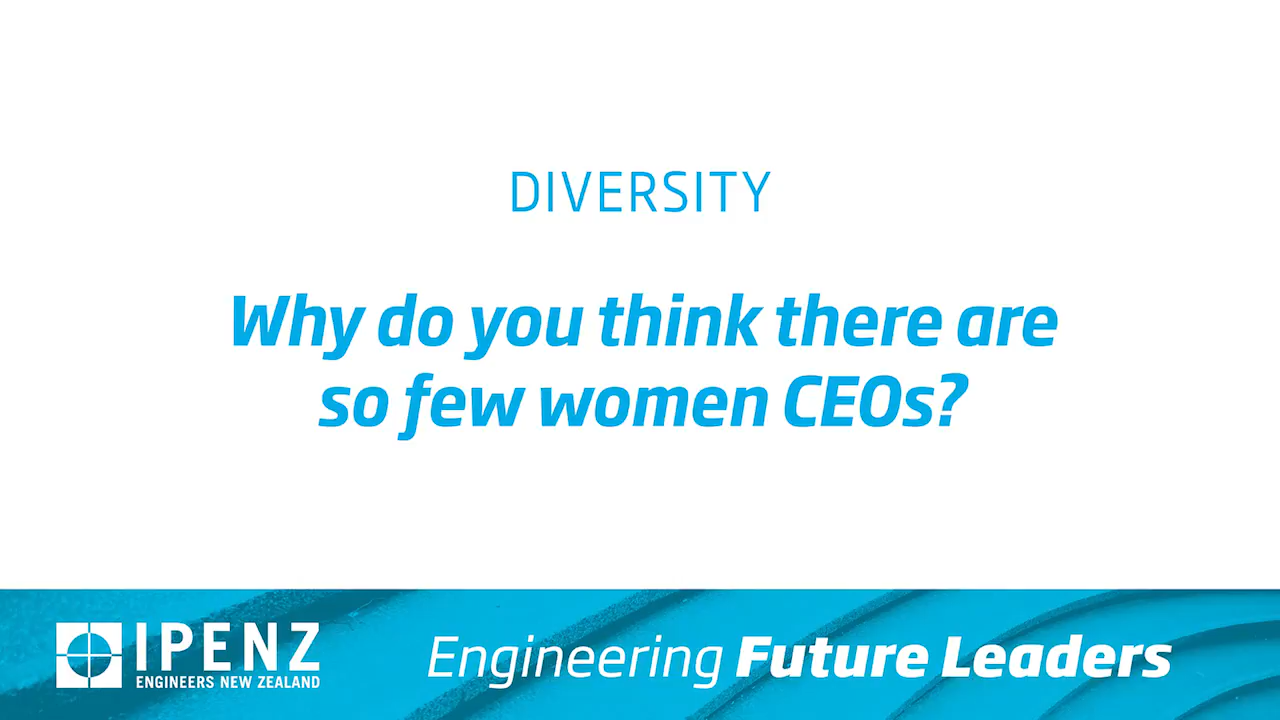 DIVERSITY
Why do you think there are
so few women CEOs?
IPENZ
ENGINEERS NEW ZEALAND
Engineering Future Leaders